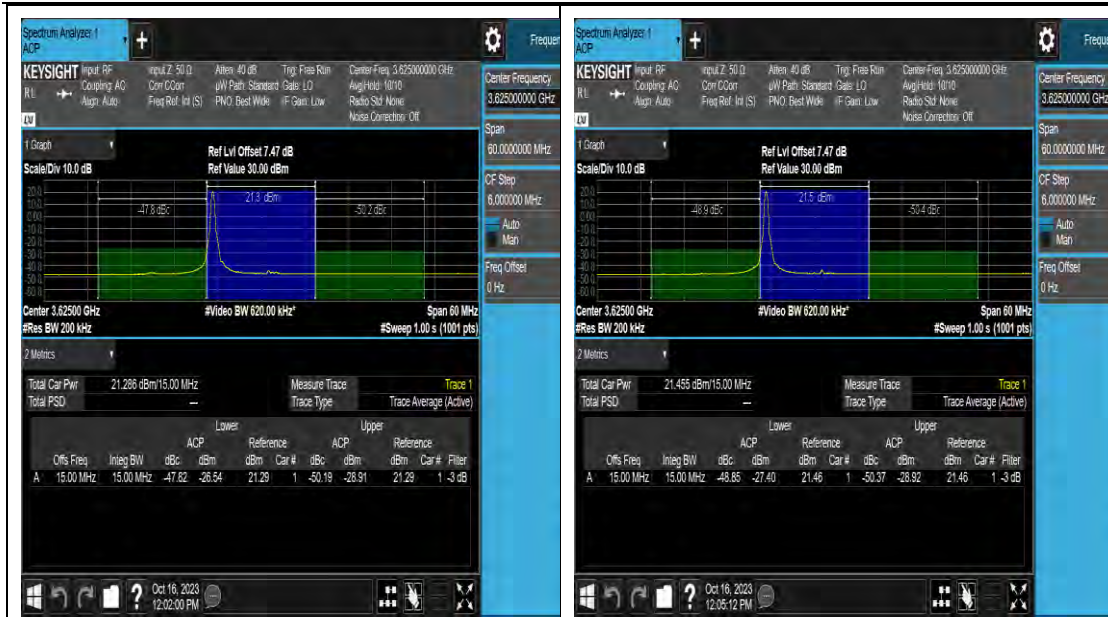 Spectrum Analyzer 1
ACP
+
Frequen
KEYSIGHT Input: RF Input Z: 50 Ω Atten: 40 dB Trig: Free Run Center Freq: 3.625000000 GHz
Coupling: AC Corr CCorr µW Path: Standard Gate: LO Avg|Hold: 10/10
Align: Auto Freq Ref: Int (S) PNO: Best Wide IF Gain: Low Radio Std: None
Noise Correction: Off
Center Frequency
3.625000000 GHz
Span
60.0000000 MHz
CF Step
6.000000 MHz
Auto
Man
Freq Offset
0 Hz
1 Graph
Ref Lvl Offset 7.47 dB
Scale/Div 10.0 dB Ref Value 30.00 dBm
-47.8 dBc 21.3 dBm -50.2 dBc
Center 3.62500 GHz #Video BW 620.00 kHz* Span 60 MHz
#Res BW 200 kHz #Sweep 1.00 s (1001 pts)
2 Metrics
Total Car Pwr 21.286 dBm/15.00 MHz Measure Trace Trace 1
Total PSD --- Trace Type Trace Average (Active)
Lower Upper
ACP Reference ACP Reference
Offs Freq Integ BW dBc dBm dBm Car # dBc dBm dBm Car # Filter
A 15.00 MHz 15.00 MHz -47.82 -26.54 21.29 1 -50.19 -28.91 21.29 1 -3 dB
? Oct 16, 2023
12:02:00 PM
Spectrum Analyzer 1
ACP
+
Frequen
KEYSIGHT Input: RF Input Z: 50 Ω Atten: 40 dB Trig: Free Run Center Freq: 3.625000000 GHz
Coupling: AC Corr CCorr µW Path: Standard Gate: LO Avg|Hold: 10/10
Align: Auto Freq Ref: Int (S) PNO: Best Wide IF Gain: Low Radio Std: None
Noise Correction: Off
Center Frequency
3.625000000 GHz
Span
60.0000000 MHz
CF Step
6.000000 MHz
Auto
Man
Freq Offset
0 Hz
1 Graph
Ref Lvl Offset 7.47 dB
Scale/Div 10.0 dB Ref Value 30.00 dBm
-48.9 dBc 21.5 dBm -50.4 dBc
Center 3.62500 GHz #Video BW 620.00 kHz* Span 60 MHz
#Res BW 200 kHz #Sweep 1.00 s (1001 pts)
2 Metrics
Total Car Pwr 21.455 dBm/15.00 MHz Measure Trace Trace 1
Total PSD --- Trace Type Trace Average (Active)
Lower Upper
ACP Reference ACP Reference
Offs Freq Integ BW dBc dBm dBm Car # dBc dBm dBm Car # Filter
A 15.00 MHz 15.00 MHz -48.85 -27.40 21.46 1 -50.37 -28.92 21.46 1 -3 dB
? Oct 16, 2023
12:05:12 PM